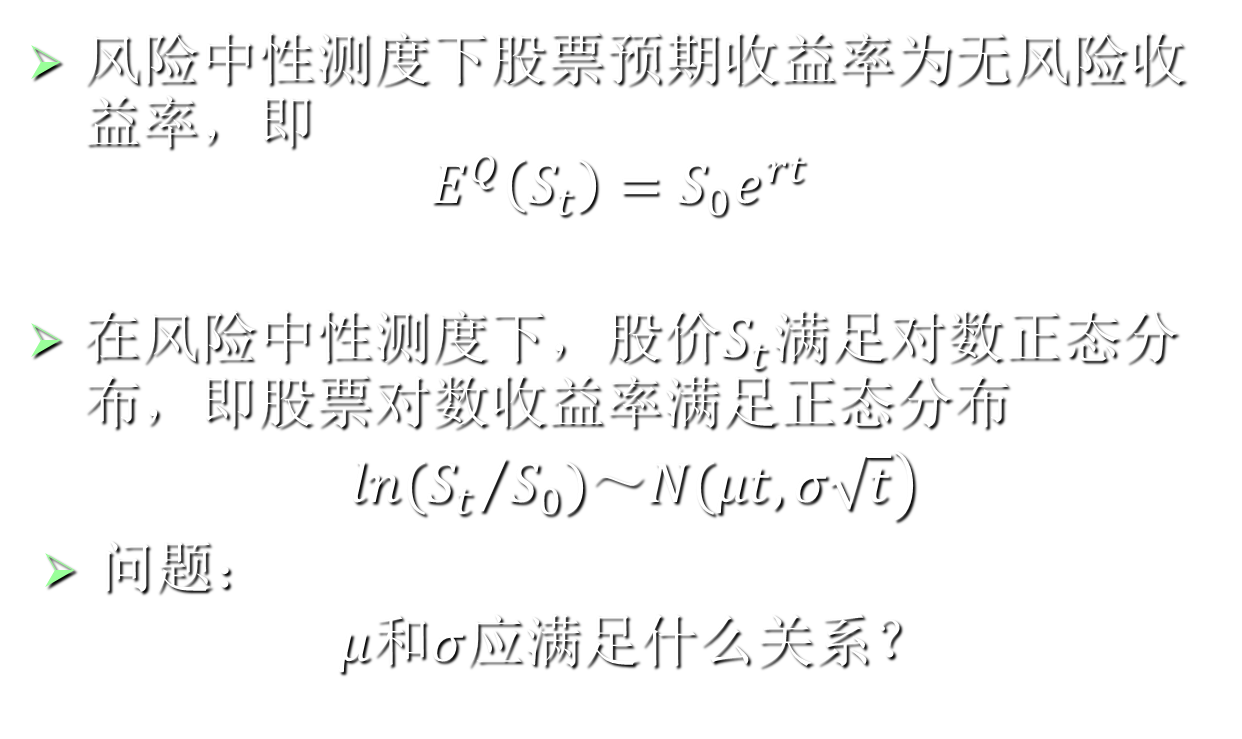 风险中性测度下股票预期收益率为无风险收
益率，即
E^Q(S_t) = S_0e^{rt}
在风险中性测度下，股价S_t满足对数正态分
布，即股票对数收益率满足正态分布
ln(S_t/S_0)～N(μt, σ√t)
问题：
μ和σ应满足什么关系？